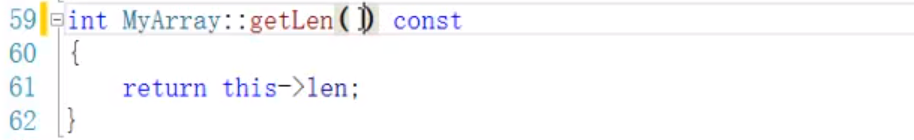 59 int MyArray::getLen() const
60 {
61 return this->len;
62 }